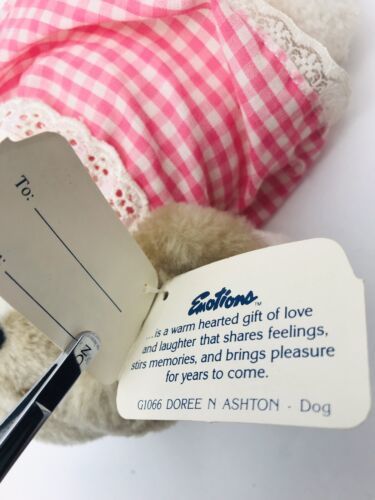 To:
:
Emotions™
...is a warm hearted gift of love
and laughter that shares feelings,
stirs memories, and brings pleasure
for years to come.
G1066 DOREE N ASHTON - Dog